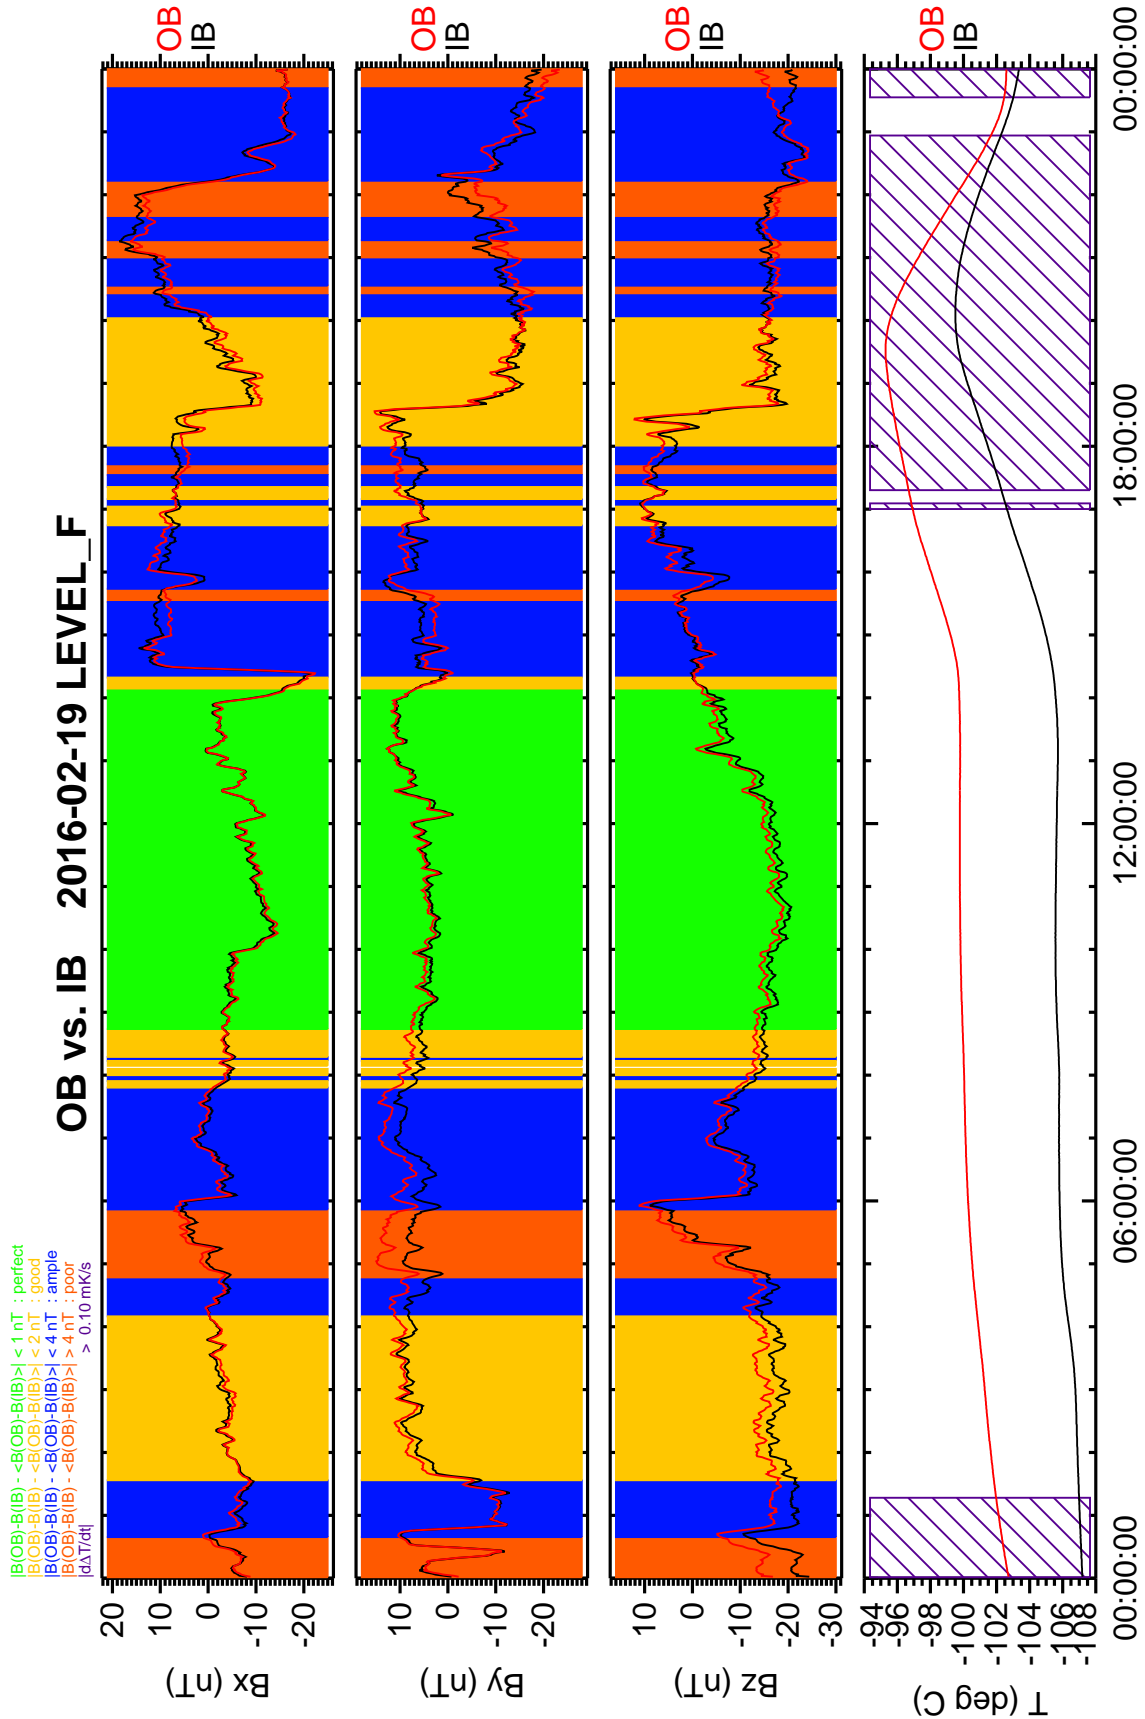 OB vs. IB 2016-02-19 LEVEL_F
|B(OB)-B(IB) - <B(OB)-B(IB)>| < 1 nT : perfect
|B(OB)-B(IB) - <B(OB)-B(IB)>| < 2 nT : good
|B(OB)-B(IB) - <B(OB)-B(IB)>| < 4 nT : ample
|B(OB)-B(IB) - <B(OB)-B(IB)>| > 4 nT : poor
|dΔT/dt| > 0.10 mK/s
20
10
0
-10
-20
Bx (nT)
OB
IB
10
0
-10
-20
By (nT)
OB
IB
10
0
-10
-20
-30
Bz (nT)
OB
IB
-94
-96
-98
-100
-102
-104
-106
-108
T (deg C)
OB
IB
00:00:00
06:00:00
12:00:00
18:00:00
00:00:00